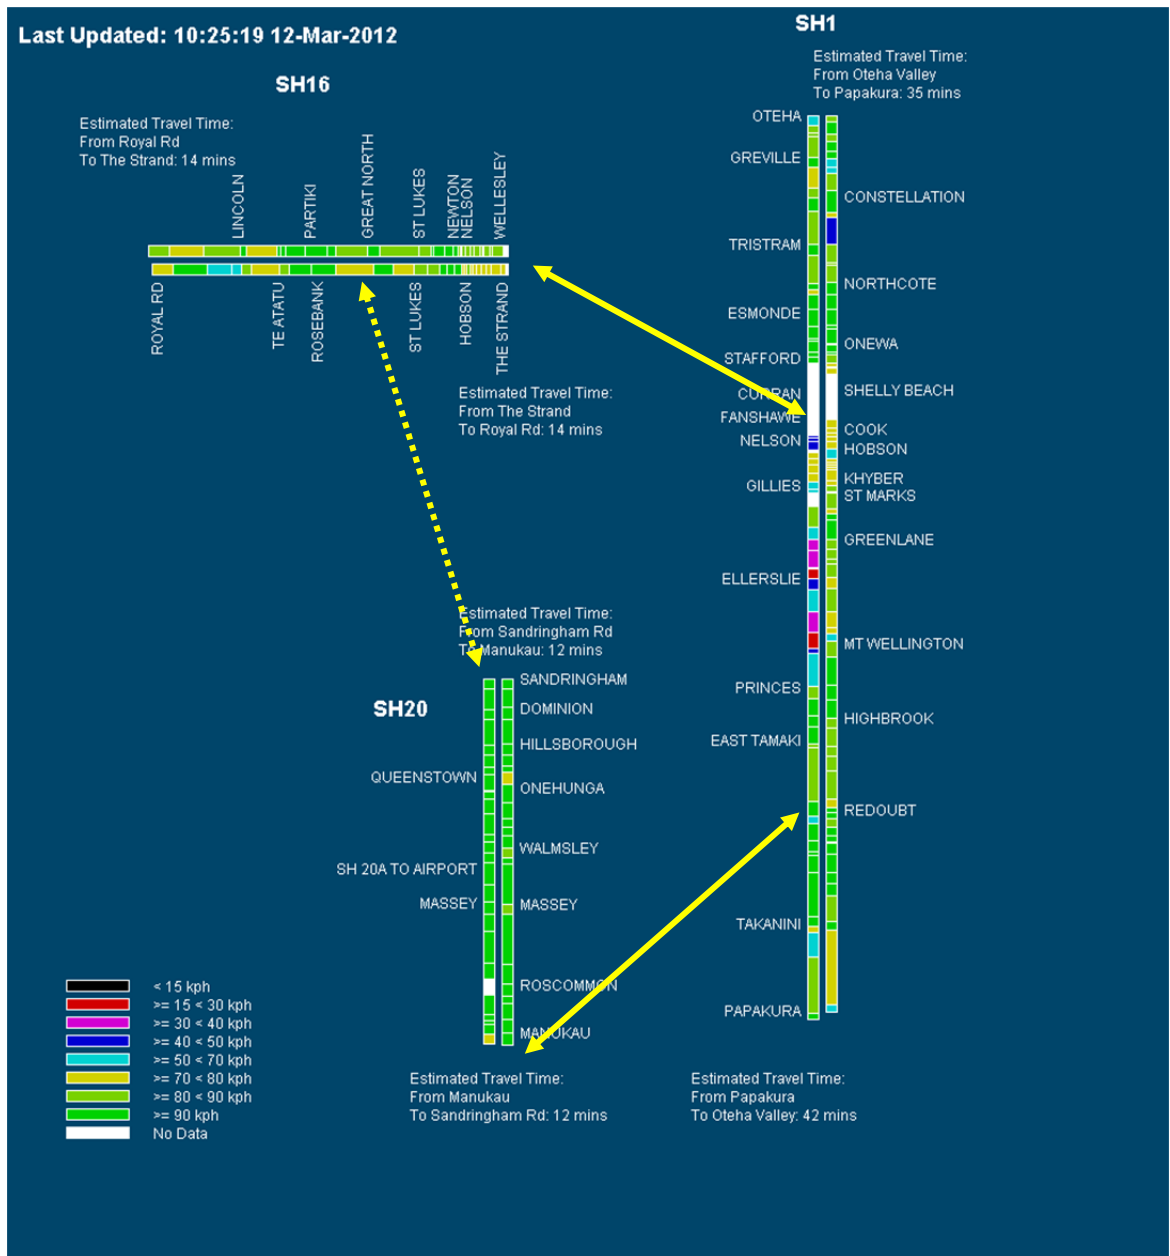 Last Updated: 10:25:19 12-Mar-2012
SH1
Estimated Travel Time:
From Oteha Valley
To Papakura: 35 mins
SH16
Estimated Travel Time:
From Royal Rd
To The Strand: 14 mins
LINCOLN
PARTIKI
GREAT NORTH
ST LUKES
NEWTON
NELSON
WELLESLEY
ROYAL RD
TE ATATU
ROSEBANK
ST LUKES
HOBSON
THE STRAND
Estimated Travel Time:
From The Strand
To Royal Rd: 14 mins
OTEHA
GREVILLE
TRISTRAM
ESMONDE
STAFFORD
CURRAN
FANSHAWE
NELSON
GILLIES
ELLERSLIE
PRINCES
EAST TAMAKI
TAKANINI
PAPAKURA
CONSTELLATION
NORTHCOTE
ONEWA
SHELLY BEACH
COOK
HOBSON
KHYBER
ST MARKS
GREENLANE
MT WELLINGTON
HIGHBROOK
REDOUBT
Estimated Travel Time:
From Sandringham Rd
To Manukau: 12 mins
SH20
QUEENSTOWN
SH 20A TO AIRPORT
MASSEY
SANDRINGHAM
DOMINION
HILLSBOROUGH
ONEHUNGA
WALMSLEY
MASSEY
ROSCOMMON
MANUKAU
< 15 kph
>= 15 < 30 kph
>= 30 < 40 kph
>= 40 < 50 kph
>= 50 < 70 kph
>= 70 < 80 kph
>= 80 < 90 kph
>= 90 kph
No Data
Estimated Travel Time:
From Manukau
To Sandringham Rd: 12 mins
Estimated Travel Time:
From Papakura
To Oteha Valley: 42 mins